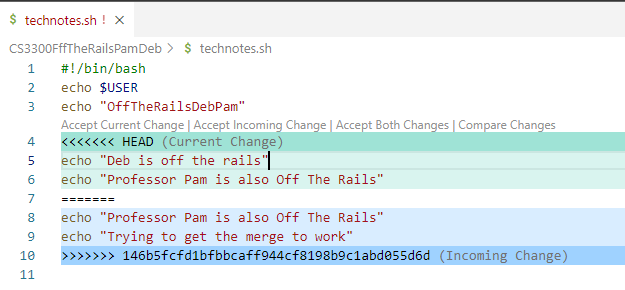 $ technotes.sh ! ×
CS3300FffTheRailsPamDeb > $ technotes.sh
1 #!/bin/bash
2 echo $USER
3 echo "OffTheRailsDebPam"
Accept Current Change | Accept Incoming Change | Accept Both Changes | Compare Changes
4 <<<<<<< HEAD (Current Change)
5 echo "Deb is off the rails"
6 echo "Professor Pam is also Off The Rails"
7 =======
8 echo "Professor Pam is also Off The Rails"
9 echo "Trying to get the merge to work"
10 >>>>>>> 146b5fcfd1bfbbcaff944cf8198b9c1abd055d6d (Incoming Change)
11